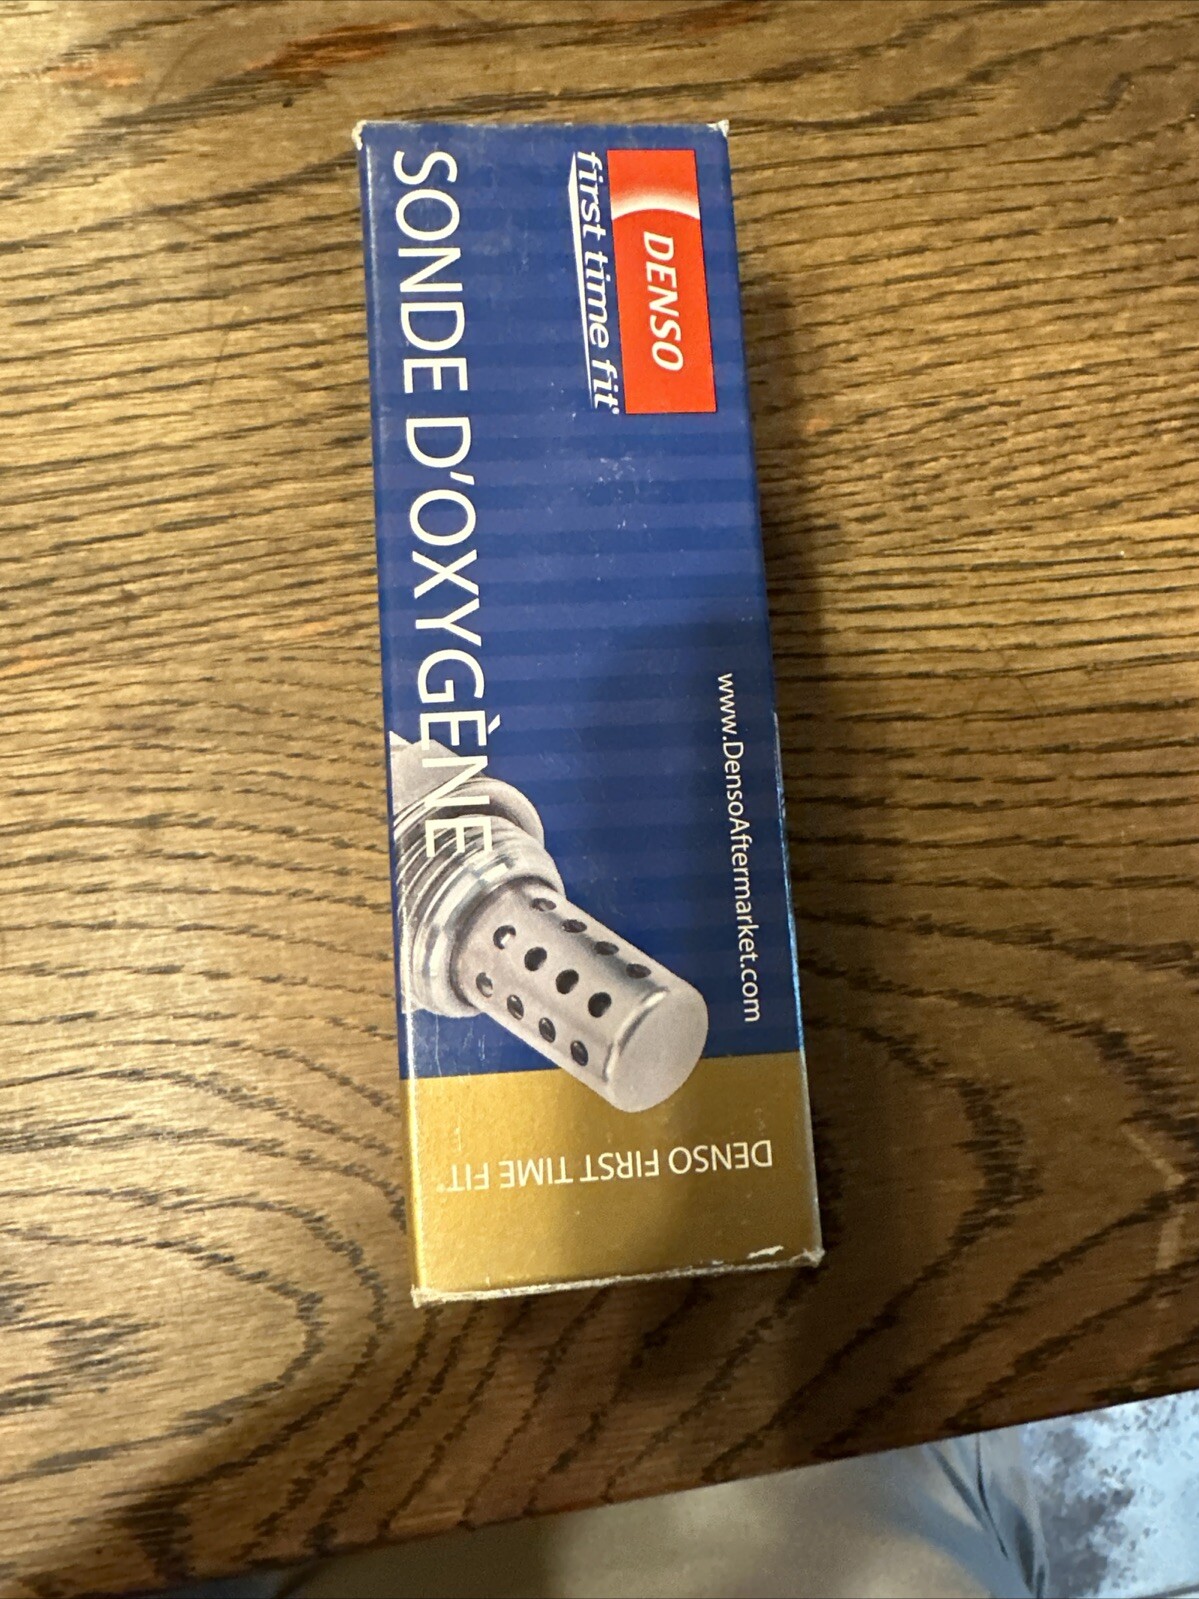 DENSO
first time fit®
SONDE D'OXYGÈNE
www.DensoAftermarket.com
DENSO FIRST TIME FIT®